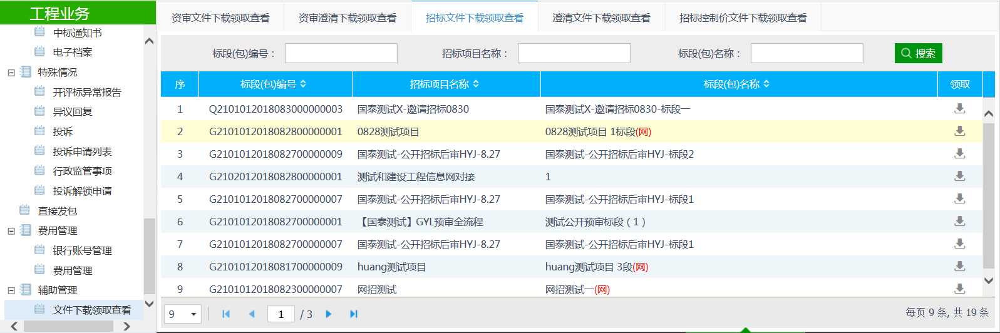 工程业务
中标通知书
电子档案
特殊情况
开评标异常报告
异议回复
投诉
投诉申请列表
行政监管事项
投诉解锁申请
直接发包
费用管理
银行账号管理
费用管理
辅助管理
文件下载领取查看
资审文件下载领取查看 资审澄清下载领取查看 招标文件下载领取查看 澄清文件下载领取查看 招标控制价文件下载领取查看
标段(包)编号： 招标项目名称： 标段(包)名称： 搜索
序 标段(包)编号 招标项目名称 标段(包)名称 领取
1 Q2101012018083000000003 国泰测试X-邀请招标0830 国泰测试X-邀请招标0830-标段一
2 G2101012018082800000001 0828测试项目 0828测试项目 1标段(网)
3 G2101012018082700000009 国泰测试-公开招标后审HYJ-8.27 国泰测试-公开招标后审HYJ-标段2
4 G2102012018082800000001 测试和建设工程信息网对接 1
5 G2101012018082700000007 国泰测试-公开招标后审HYJ-8.27 国泰测试-公开招标后审HYJ-标段1
6 G2101012018082700000001 【国泰测试】GYL预审全流程 测试公开预审标段（1）
7 G2101012018082700000007 国泰测试-公开招标后审HYJ-8.27 国泰测试-公开招标后审HYJ-标段1
8 G2101012018081700000009 huang测试项目 huang测试项目 3段(网)
9 G2101012018082300000007 网招测试 网招测试一(网)
9 1 / 3 每页 9 条, 共 19 条